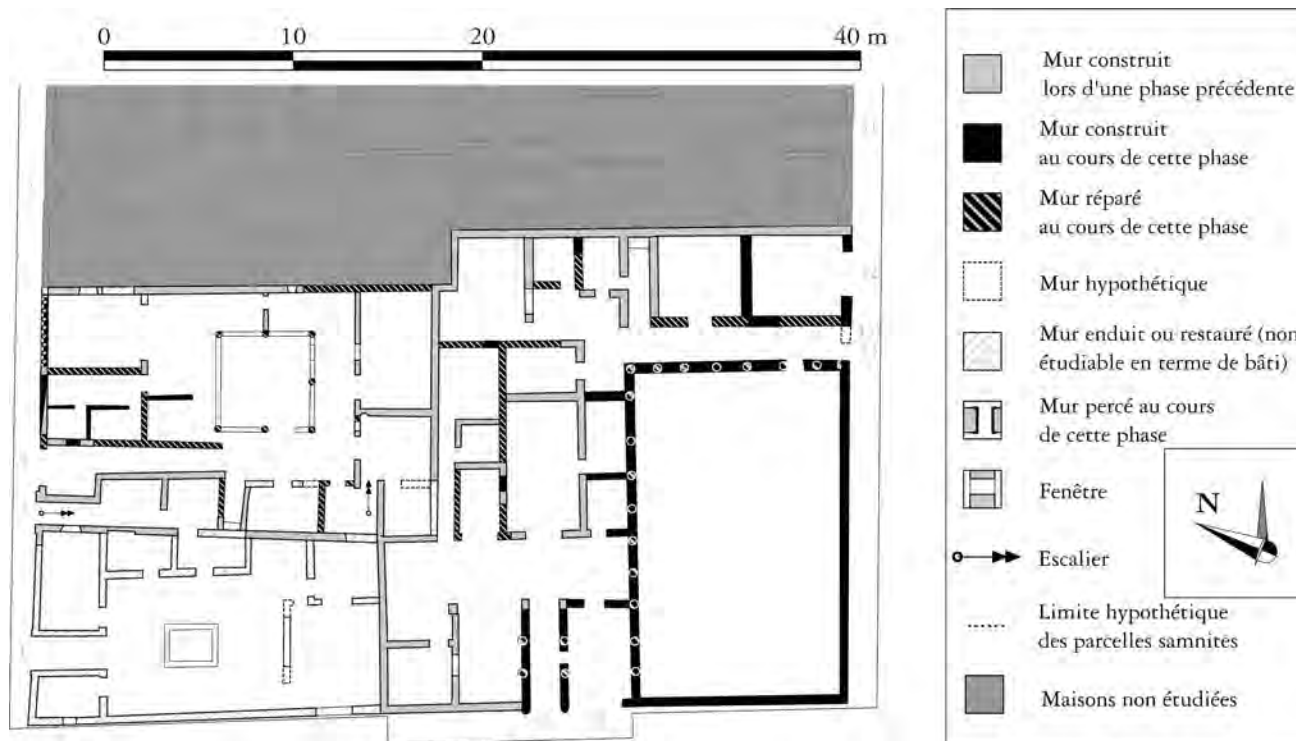 0 10 20 40 m
Mur construit
lors d'une phase précédente
Mur construit
au cours de cette phase
Mur réparé
au cours de cette phase
Mur hypothétique
Mur enduit ou restauré (non
étudiable en terme de bâti)
Mur percé au cours
de cette phase
Fenêtre
N
Escalier
Limite hypothétique
des parcelles samnites
Maisons non étudiées